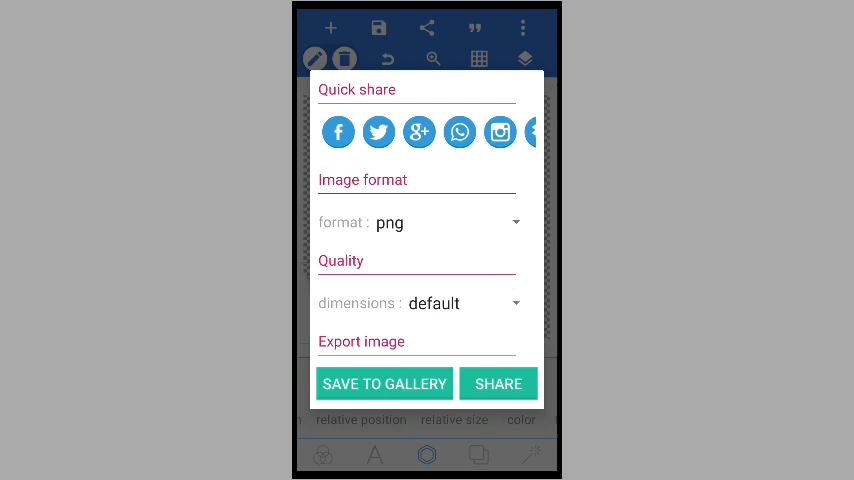 Quick share
Image format
format : png
Quality
dimensions : default
Export image
SAVE TO GALLERY SHARE
relative position relative size color